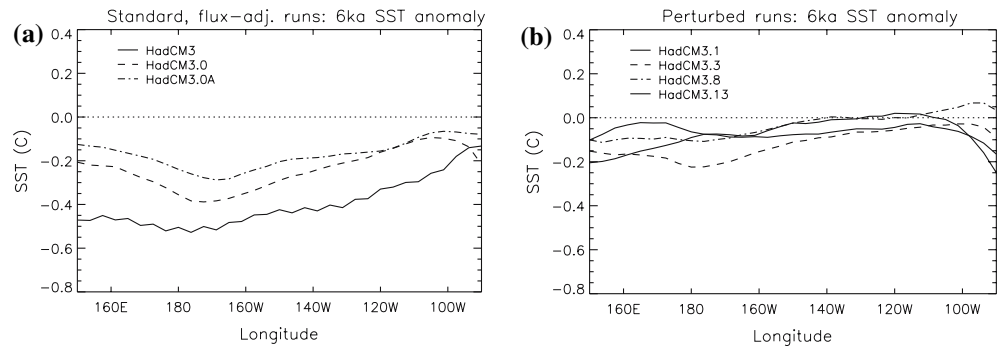 Standard, flux-adj. runs: 6ka SST anomaly
(a)
HadCM3
HadCM3.0
HadCM3.0A
0.4
0.2
0.0
-0.2
-0.4
-0.6
-0.8
SST (C)
160E 180 160W 140W 120W 100W
Longitude
Perturbed runs: 6ka SST anomaly
(b)
HadCM3.1
HadCM3.3
HadCM3.8
HadCM3.13
0.4
0.2
0.0
-0.2
-0.4
-0.6
-0.8
SST (C)
160E 180 160W 140W 120W 100W
Longitude